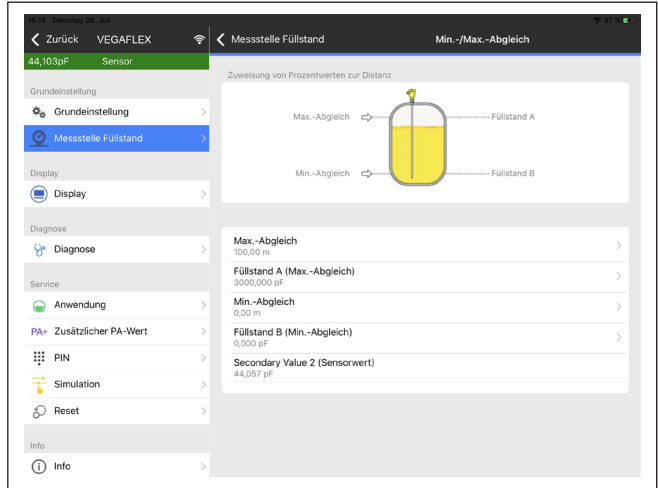 15:15 Dienstag 28. Juli
37 %
Zurück VEGAFLEX
Messstelle Füllstand
Min.-/Max.-Abgleich
44,103pF Sensor
Grundeinstellung
Grundeinstellung
Messstelle Füllstand
Display
Display
Diagnose
Diagnose
Service
Anwendung
PA+ Zusätzlicher PA-Wert
PIN
Simulation
Reset
Info
Info
Zuweisung von Prozentwerten zur Distanz
Max.-Abgleich
Füllstand A
Min.-Abgleich
Füllstand B
Max.-Abgleich
100,00 m
Füllstand A (Max.-Abgleich)
3000,000 pF
Min.-Abgleich
0,00 m
Füllstand B (Min.-Abgleich)
0,000 pF
Secondary Value 2 (Sensorwert)
44,057 pF